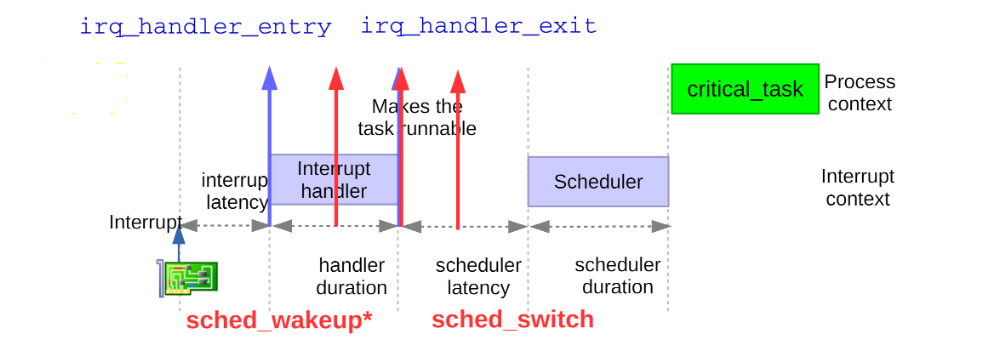 irq_handler_entry irq_handler_exit
critical_task
Process
context
Makes the
task runnable
Interrupt
handler
interrup
latency
Scheduler
Interrupt
context
Interrupt
handler
duration
scheduler
latency
scheduler
duration
sched_wakeup* sched_switch